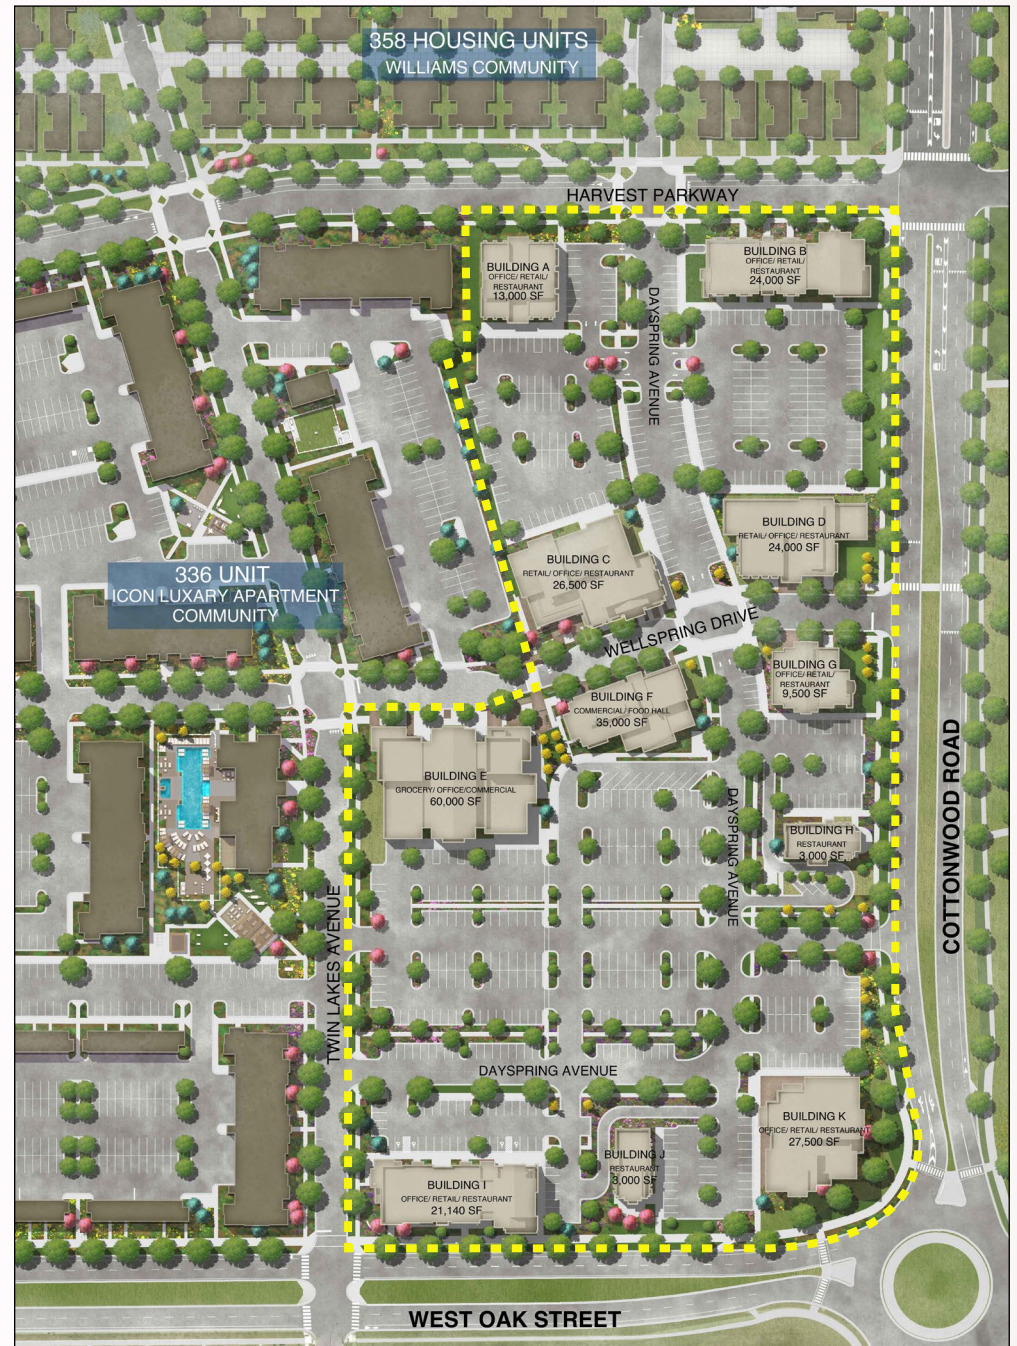 358 HOUSING UNITS
WILLIAMS COMMUNITY
HARVEST PARKWAY
BUILDING A
OFFICE/ RETAIL/
RESTAURANT
13,000 SF
BUILDING B
OFFICE/ RETAIL/
RESTAURANT
24,000 SF
DAYSPRING AVENUE
BUILDING D
RETAIL/ OFFICE/ RESTAURANT
24,000 SF
BUILDING C
RETAIL/ OFFICE/ RESTAURANT
26,500 SF
336 UNIT
ICON LUXARY APARTMENT
COMMUNITY
WELLSPRING DRIVE
BUILDING G
OFFICE/ RETAIL/
RESTAURANT
9,500 SF
BUILDING F
COMMERCIAL/ FOOD HALL
35,000 SF
BUILDING E
GROCERY/ OFFICE/COMMERCIAL
60,000 SF
COTTONWOOD ROAD
DAYSPRING AVENUE
BUILDING H
RESTAURANT
3,000 SF
TWIN LAKES AVENUE
DAYSPRING AVENUE
BUILDING K
OFFICE/ RETAIL/ RESTAURANT
27,500 SF
BUILDING J
RESTAURANT
3,000 SF
BUILDING I
OFFICE/ RETAIL/ RESTAURANT
21,140 SF
WEST OAK STREET